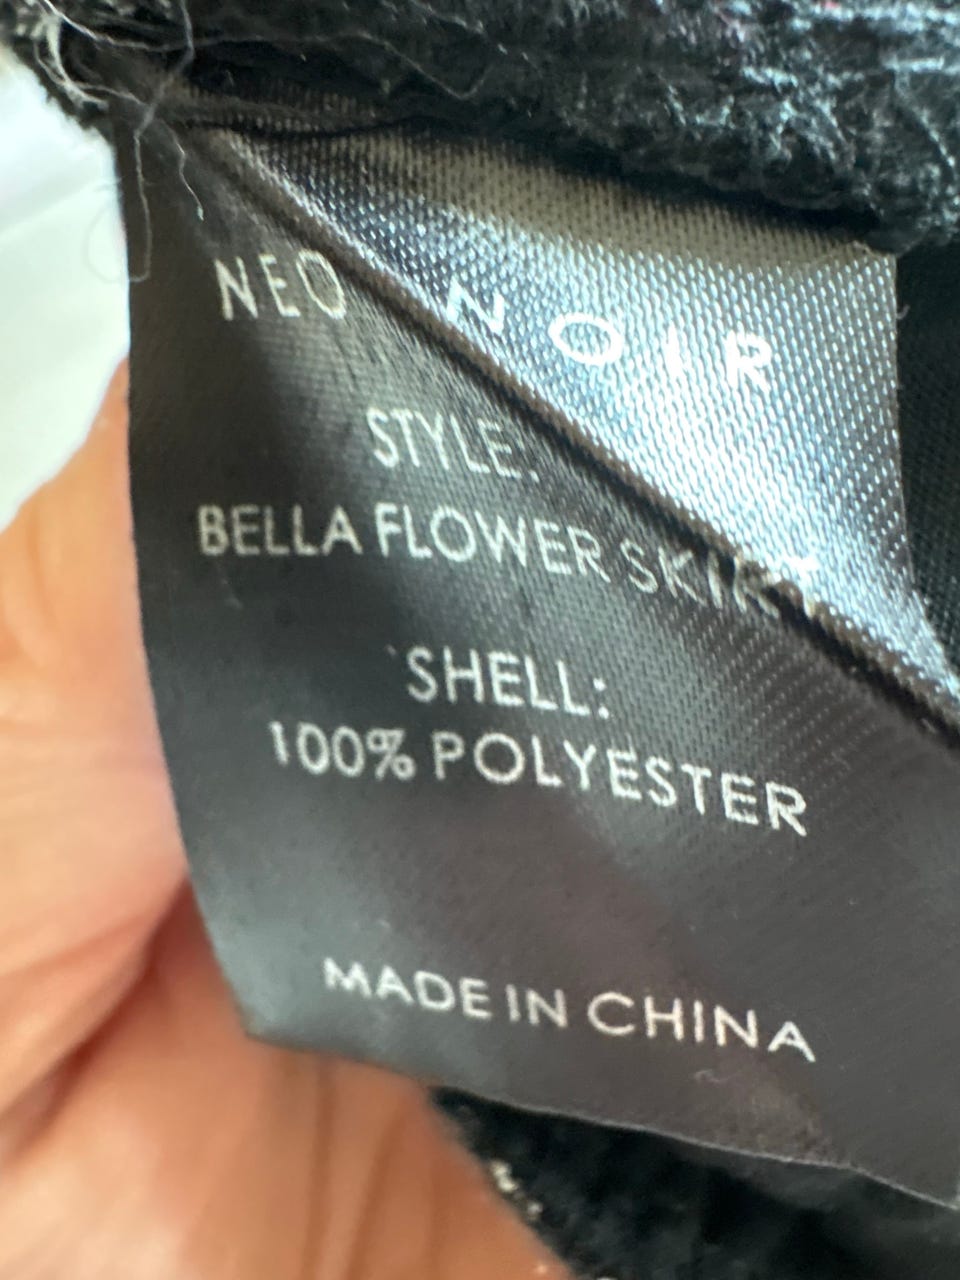 NEO NOIR
STYLE:
BELLA FLOWER SKIRT
SHELL:
100% POLYESTER
MADE IN CHINA